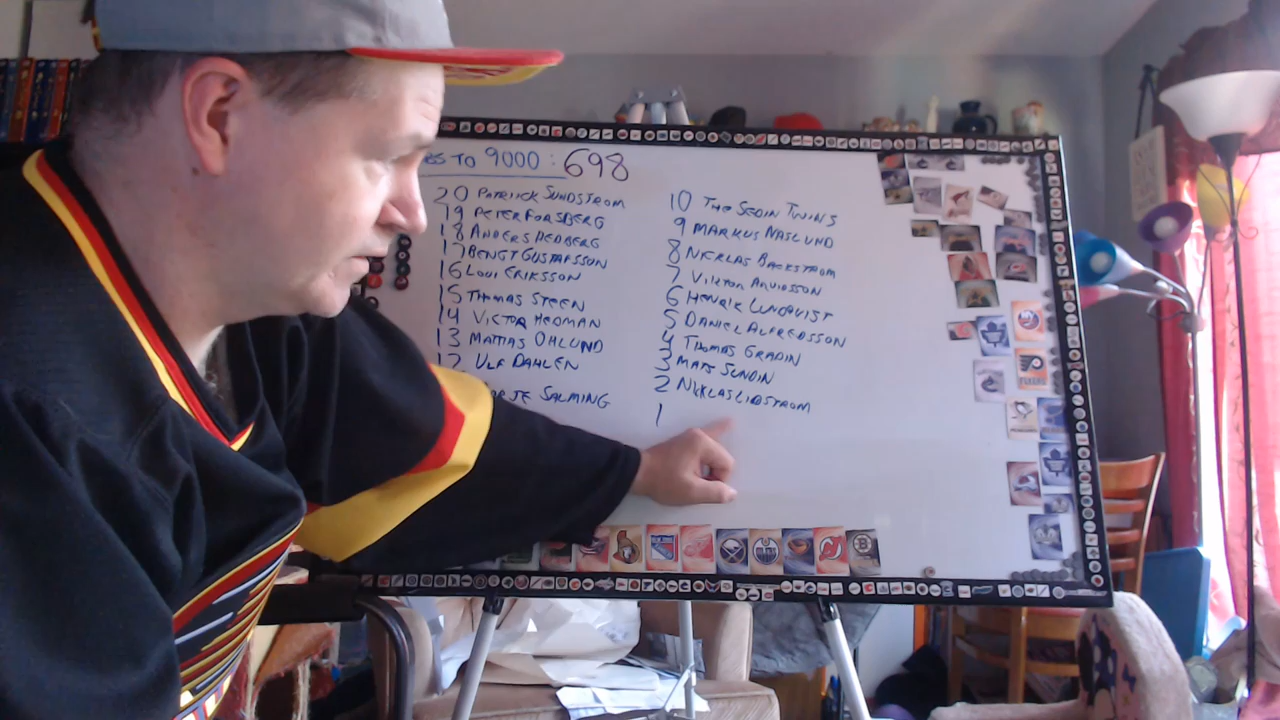 BS TO 9000 : 698
20 PATRICK SUNDSTROM
19 PETER FORSBERG
18 ANDERS HEDBERG
17 BENGT GUSTAFSSON
16 LOUI ERIKSSON
15 THOMAS STEEN
14 VICTOR HEDMAN
13 MATTIAS OHLUND
12 ULF DAHLEN
SALMING
10 THE SEDIN TWINS
9 MARKUS NASLUND
8 NICKLAS BACKSTROM
7 VIKTOR ARVIDSSON
6 HENRIK LUNDQVIST
5 DANIEL ALFREDSSON
4 THOMAS GRADIN
3 MATS SUNDIN
2 NICKLAS LIDSTROM
1